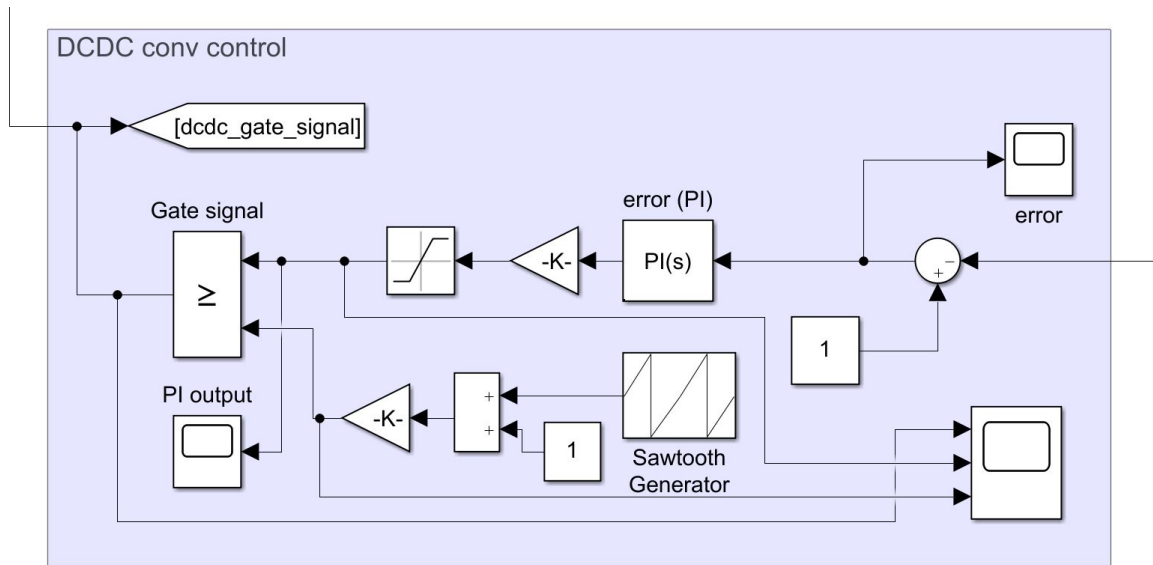 DCDC conv control
[dcdc_gate_signal]
error
Gate signal
error (PI)
≥
-K-
PI(s)
−
+
1
PI output
-K-
+
+
1
Sawtooth
Generator